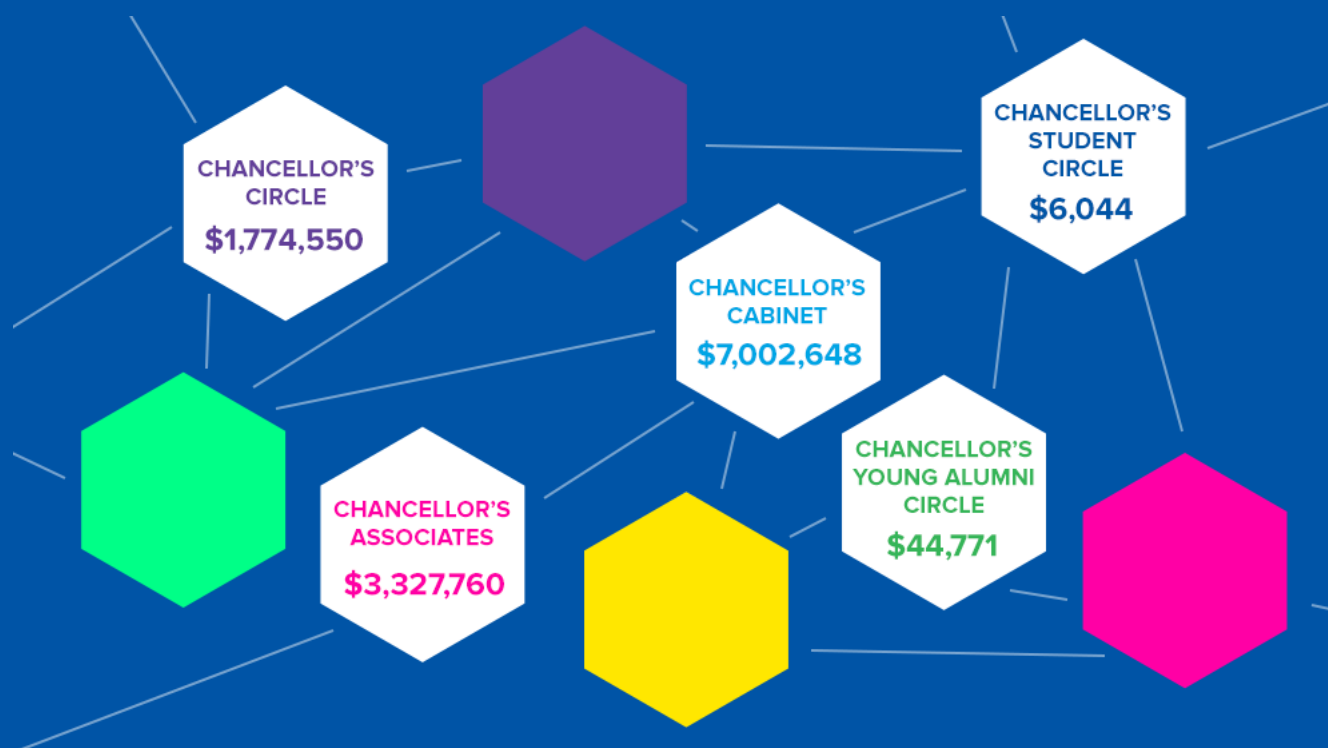 CHANCELLOR’S
CIRCLE
$1,774,550
CHANCELLOR’S
STUDENT
CIRCLE
$6,044
CHANCELLOR’S
CABINET
$7,002,648
CHANCELLOR’S
YOUNG ALUMNI
CIRCLE
$44,771
CHANCELLOR’S
ASSOCIATES
$3,327,760